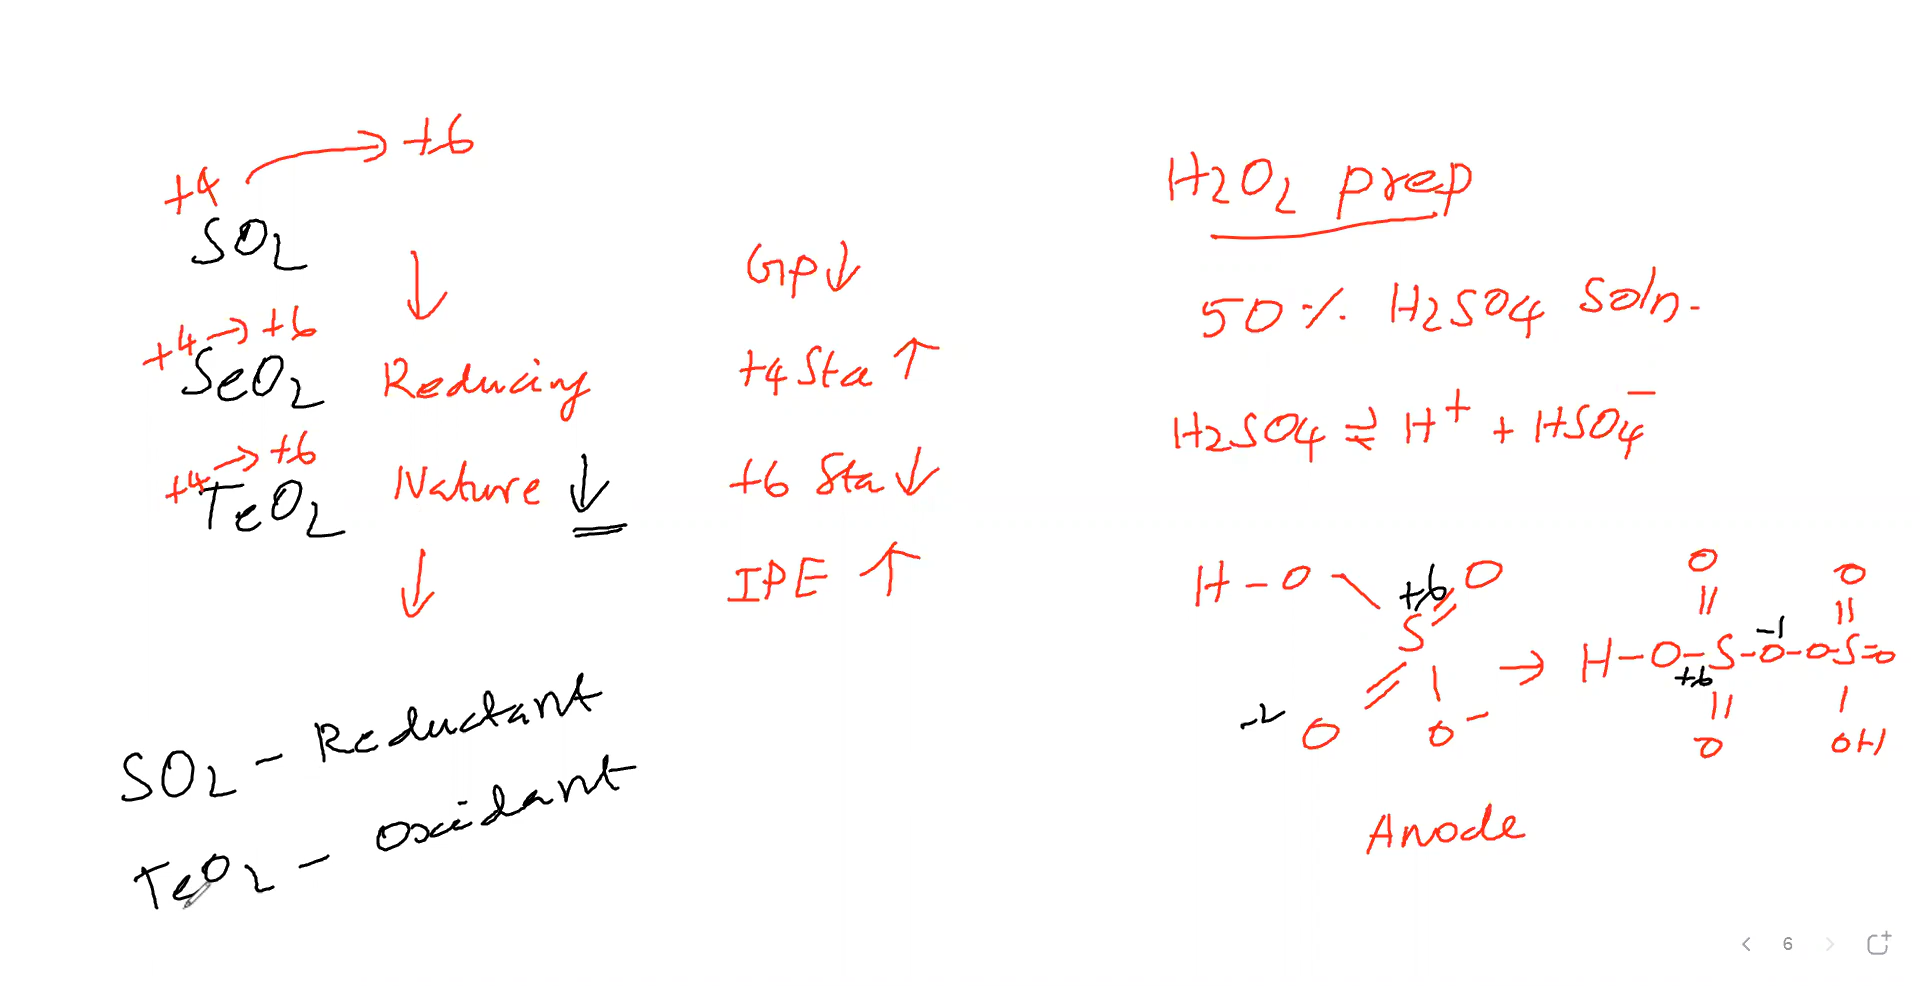 +4 → +6
SO2
+4 → +6
SeO2
+4 → +6
TeO2
↓
Reducing
Nature ↓
↓
GP↓
+4 Sta ↑
+6 Sta ↓
IPE ↑
SO2 - Reductant
TeO2 - Oxidant
H2O2 prep
50 % H2SO4 Soln.
H2SO4 ⇌ H+ + HSO4-
H - O \ +6 O
S
-2 O O-
→
O O
|| ||
H-O-S-O-O-S=O
+6 -1
|| |
O OH
Anode
6